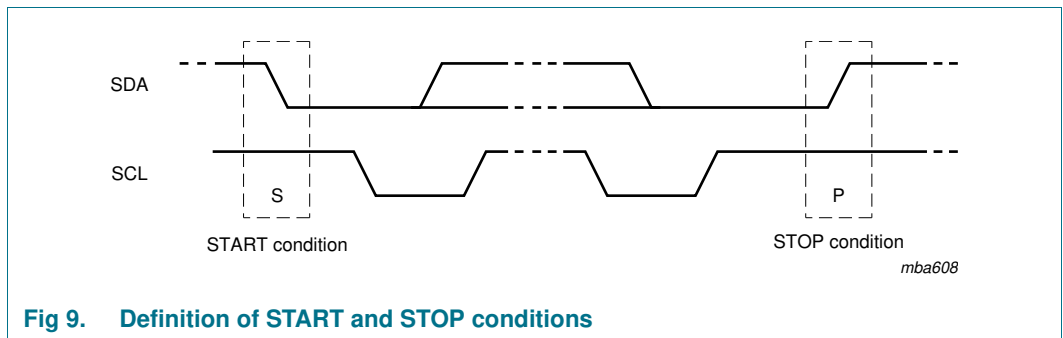 SDA
SCL
S
P
START condition
STOP condition
mba608
Fig 9. Definition of START and STOP conditions